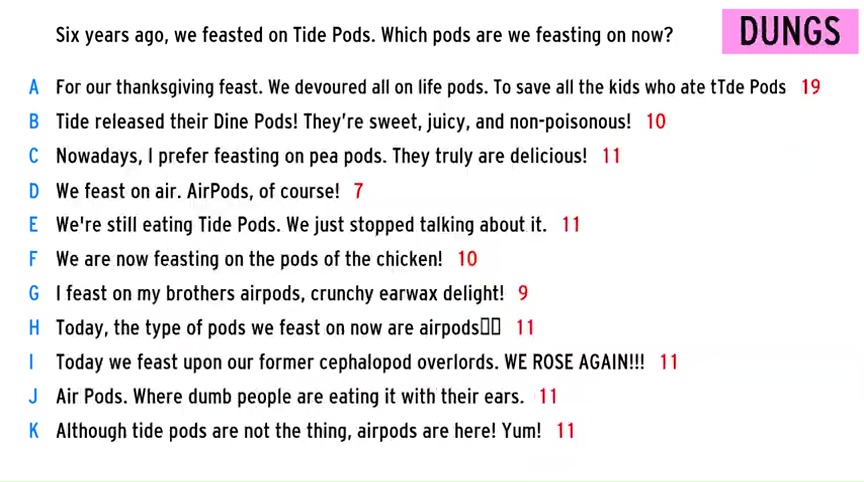 Six years ago, we feasted on Tide Pods. Which pods are we feasting on now?
DUNGS
A For our thanksgiving feast. We devoured all on life pods. To save all the kids who ate tTde Pods 19
B Tide released their Dine Pods! They're sweet, juicy, and non-poisonous! 10
C Nowadays, I prefer feasting on pea pods. They truly are delicious! 11
D We feast on air. AirPods, of course! 7
E We're still eating Tide Pods. We just stopped talking about it. 11
F We are now feasting on the pods of the chicken! 10
G I feast on my brothers airpods, crunchy earwax delight! 9
H Today, the type of pods we feast on now are airpods▯▯ 11
I Today we feast upon our former cephalopod overlords. WE ROSE AGAIN!!! 11
J Air Pods. Where dumb people are eating it with their ears. 11
K Although tide pods are not the thing, airpods are here! Yum! 11